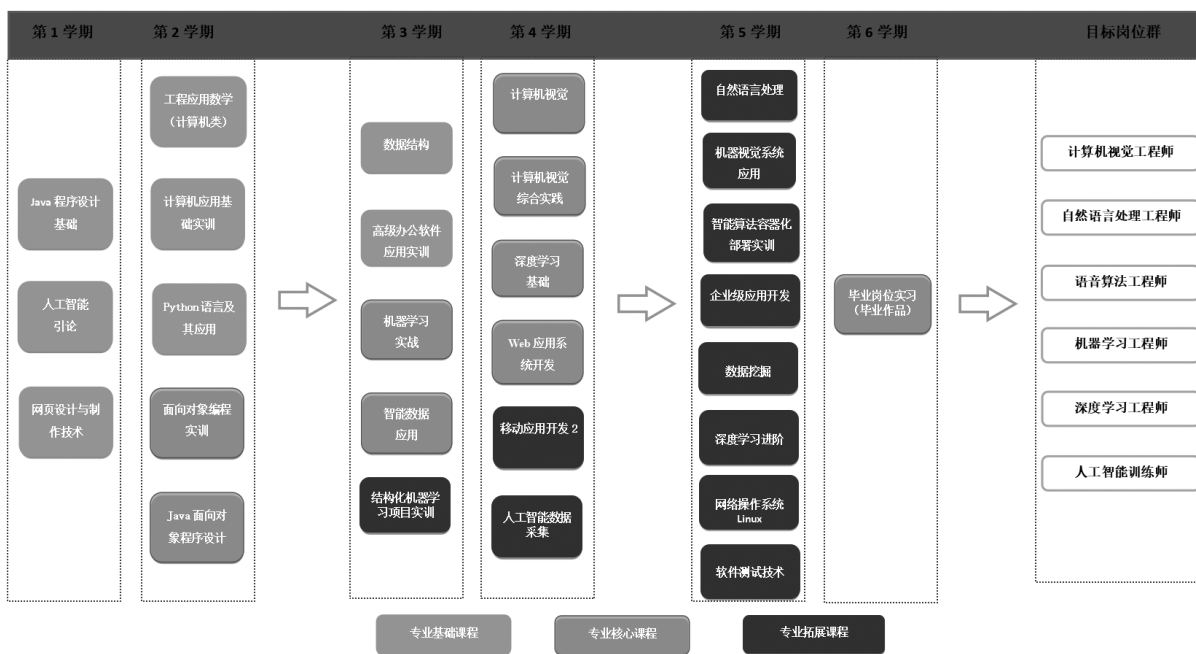 第 1 学期
第 2 学期
第 3 学期
第 4 学期
第 5 学期
第 6 学期
目标岗位群
Java 程序设计
基础
人工智能
引论
网页设计与制
作技术
工程应用数学
（计算机类）
计算机应用基
础实训
Python 语言及
其应用
面向对象编程
实训
Java 面向对
象程序设计
数据结构
高级办公软件
应用实训
机器学习
实战
智能数据
应用
结构化机器学
习项目实训
计算机视觉
计算机视觉
综合实践
深度学习
基础
Web 应用系
统开发
移动应用开发 2
人工智能数据
采集
自然语言处理
机器视觉系统
应用
智能算法容器化
部署实训
企业级应用开发
数据挖掘
深度学习进阶
网络操作系统
Linux
软件测试技术
毕业岗位实习
（毕业作品）
计算机视觉工程师
自然语言处理工程师
语音算法工程师
机器学习工程师
深度学习工程师
人工智能训练师
专业基础课程
专业核心课程
专业拓展课程